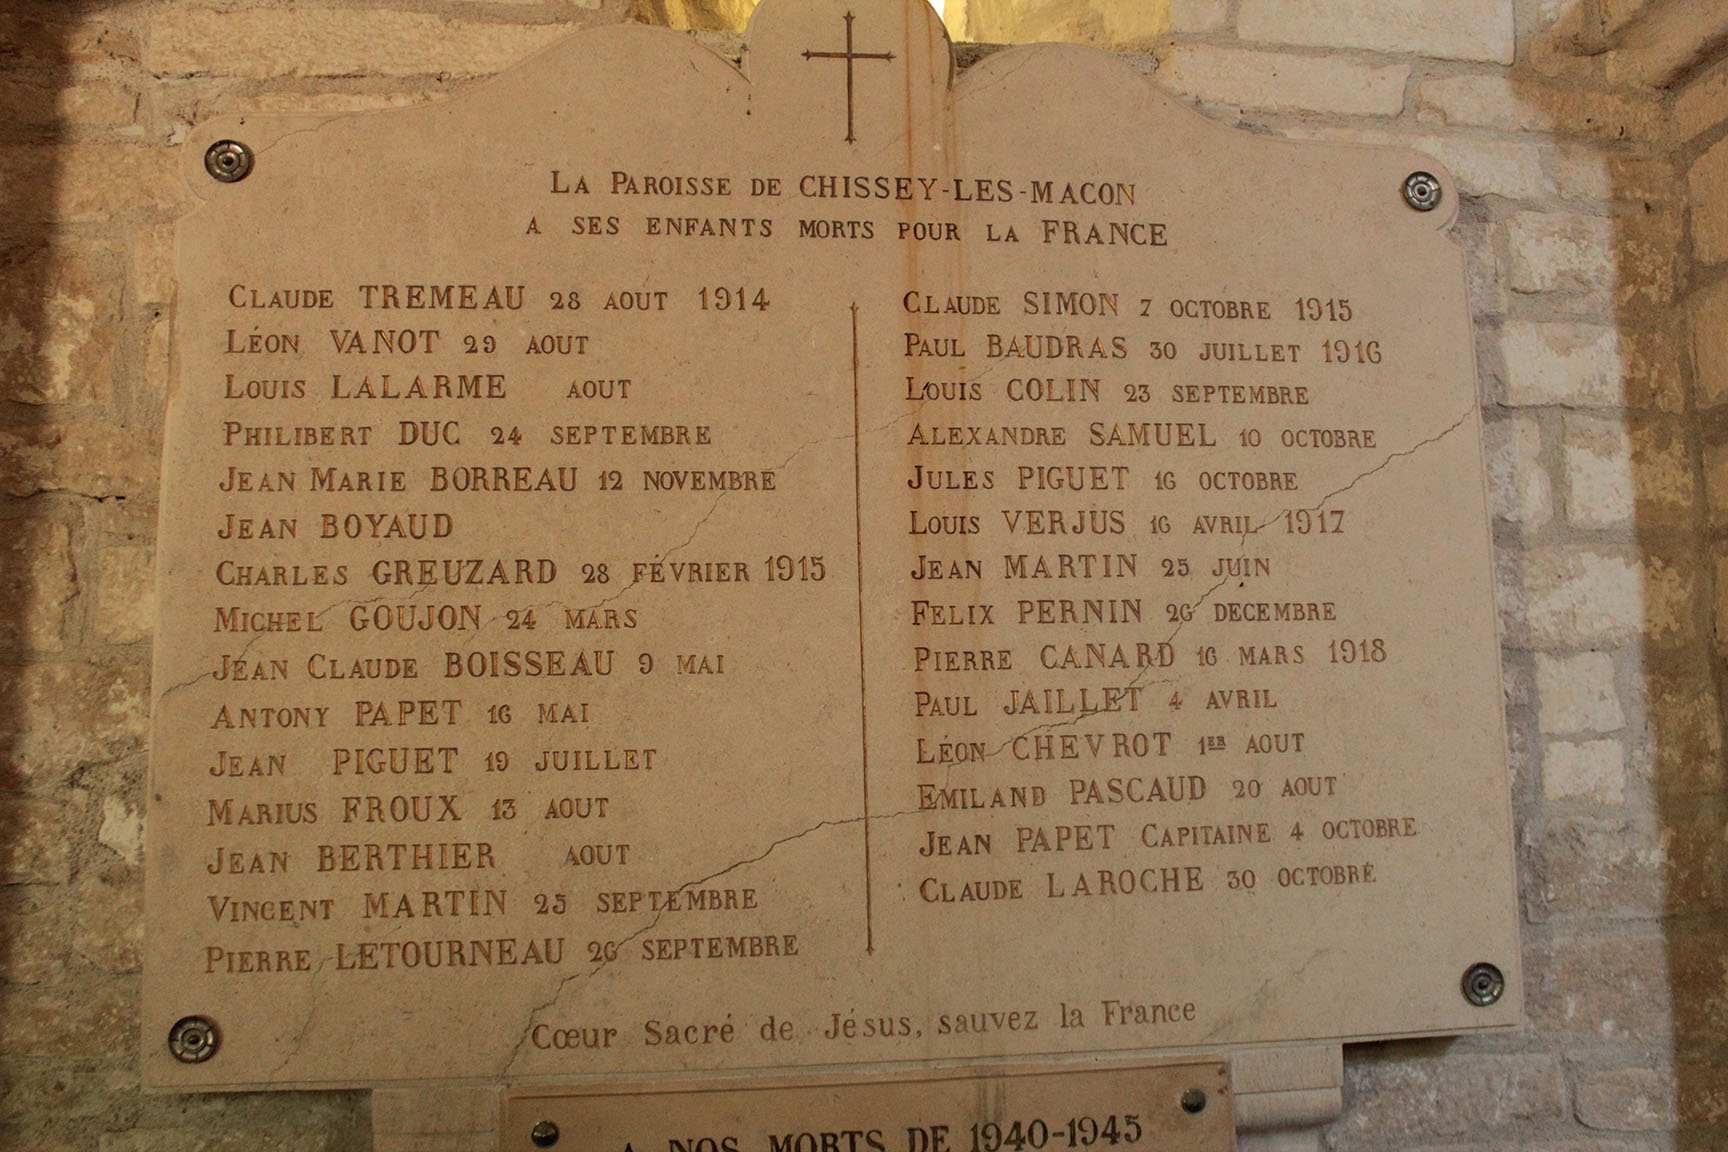 LA PAROISSE DE CHISSEY-LES-MACON
A SES ENFANTS MORTS POUR LA FRANCE
CLAUDE TREMEAU 28 AOUT 1914
LÉON VANOT 29 AOUT
LOUIS LALARME AOUT
PHILIBERT DUC 24 SEPTEMBRE
JEAN MARIE BORREAU 12 NOVEMBRE
JEAN BOYAUD
CHARLES GREUZARD 28 FÉVRIER 1915
MICHEL GOUJON 24 MARS
JEAN CLAUDE BOISSEAU 9 MAI
ANTONY PAPET 16 MAI
JEAN PIGUET 19 JUILLET
MARIUS FROUX 13 AOUT
JEAN BERTHIER AOUT
VINCENT MARTIN 25 SEPTEMBRE
PIERRE LETOURNEAU 26 SEPTEMBRE
CLAUDE SIMON 7 OCTOBRE 1915
PAUL BAUDRAS 30 JUILLET 1916
LOUIS COLIN 23 SEPTEMBRE
ALEXANDRE SAMUEL 10 OCTOBRE
JULES PIGUET 16 OCTOBRE
LOUIS VERJUS 16 AVRIL 1917
JEAN MARTIN 25 JUIN
FELIX PERNIN 26 DECEMBRE
PIERRE CANARD 16 MARS 1918
PAUL JAILLET 4 AVRIL
LÉON CHEVROT 1ER AOUT
EMILAND PASCAUD 20 AOUT
JEAN PAPET CAPITAINE 4 OCTOBRE
CLAUDE LAROCHE 30 OCTOBRE
Cœur Sacré de Jésus, sauvez la France
A NOS MORTS DE 1940-1945